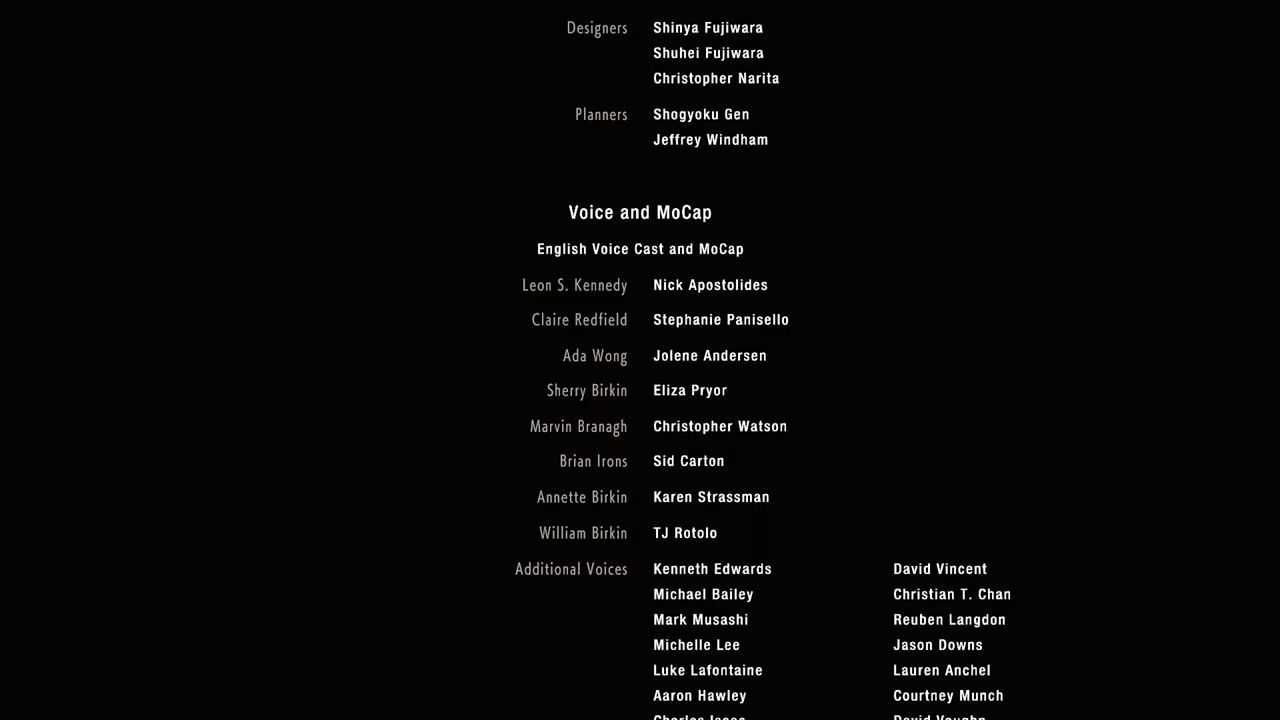 Designers Shinya Fujiwara
Shuhei Fujiwara
Christopher Narita
Planners Shogyoku Gen
Jeffrey Windham
Voice and MoCap
English Voice Cast and MoCap
Leon S. Kennedy Nick Apostolides
Claire Redfield Stephanie Panisello
Ada Wong Jolene Andersen
Sherry Birkin Eliza Pryor
Marvin Branagh Christopher Watson
Brian Irons Sid Carton
Annette Birkin Karen Strassman
William Birkin TJ Rotolo
Additional Voices Kenneth Edwards David Vincent
Michael Bailey Christian T. Chan
Mark Musashi Reuben Langdon
Michelle Lee Jason Downs
Luke Lafontaine Lauren Anchel
Aaron Hawley Courtney Munch
Charles Isaac David Vaughn